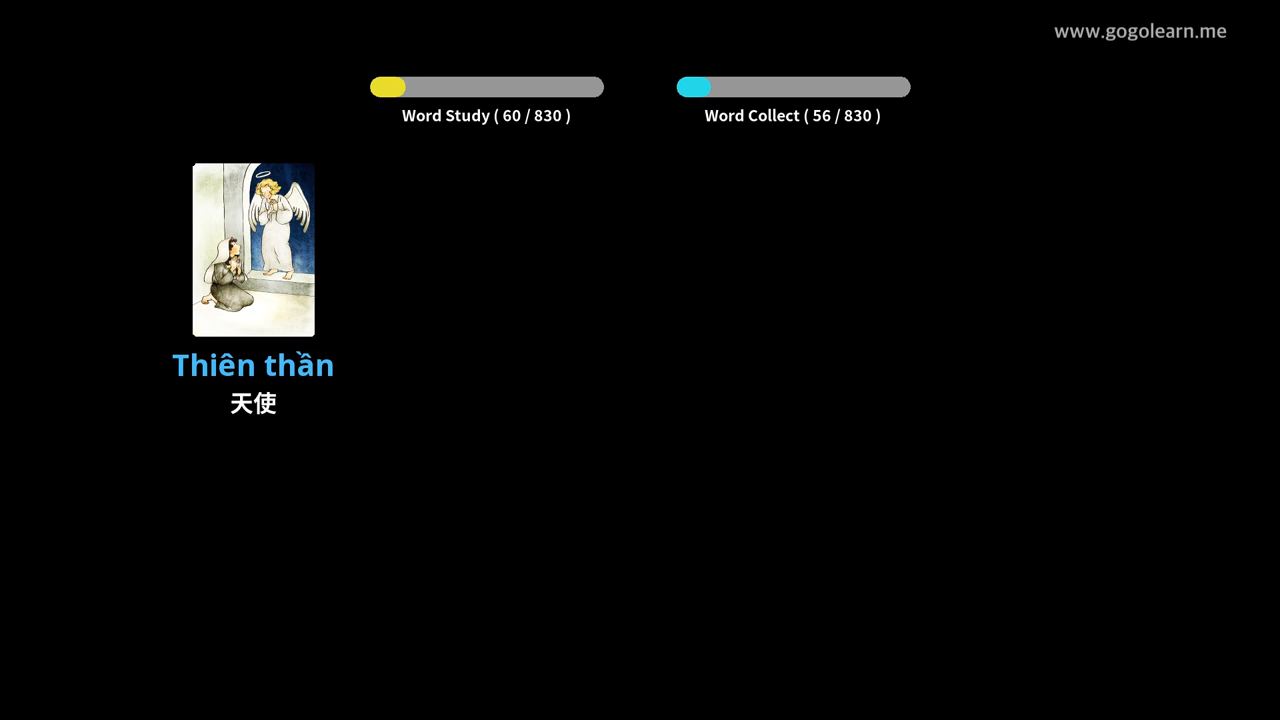 www.gogolearn.me
Word Study ( 60 / 830 )
Word Collect ( 56 / 830 )
Thiên thần
天使